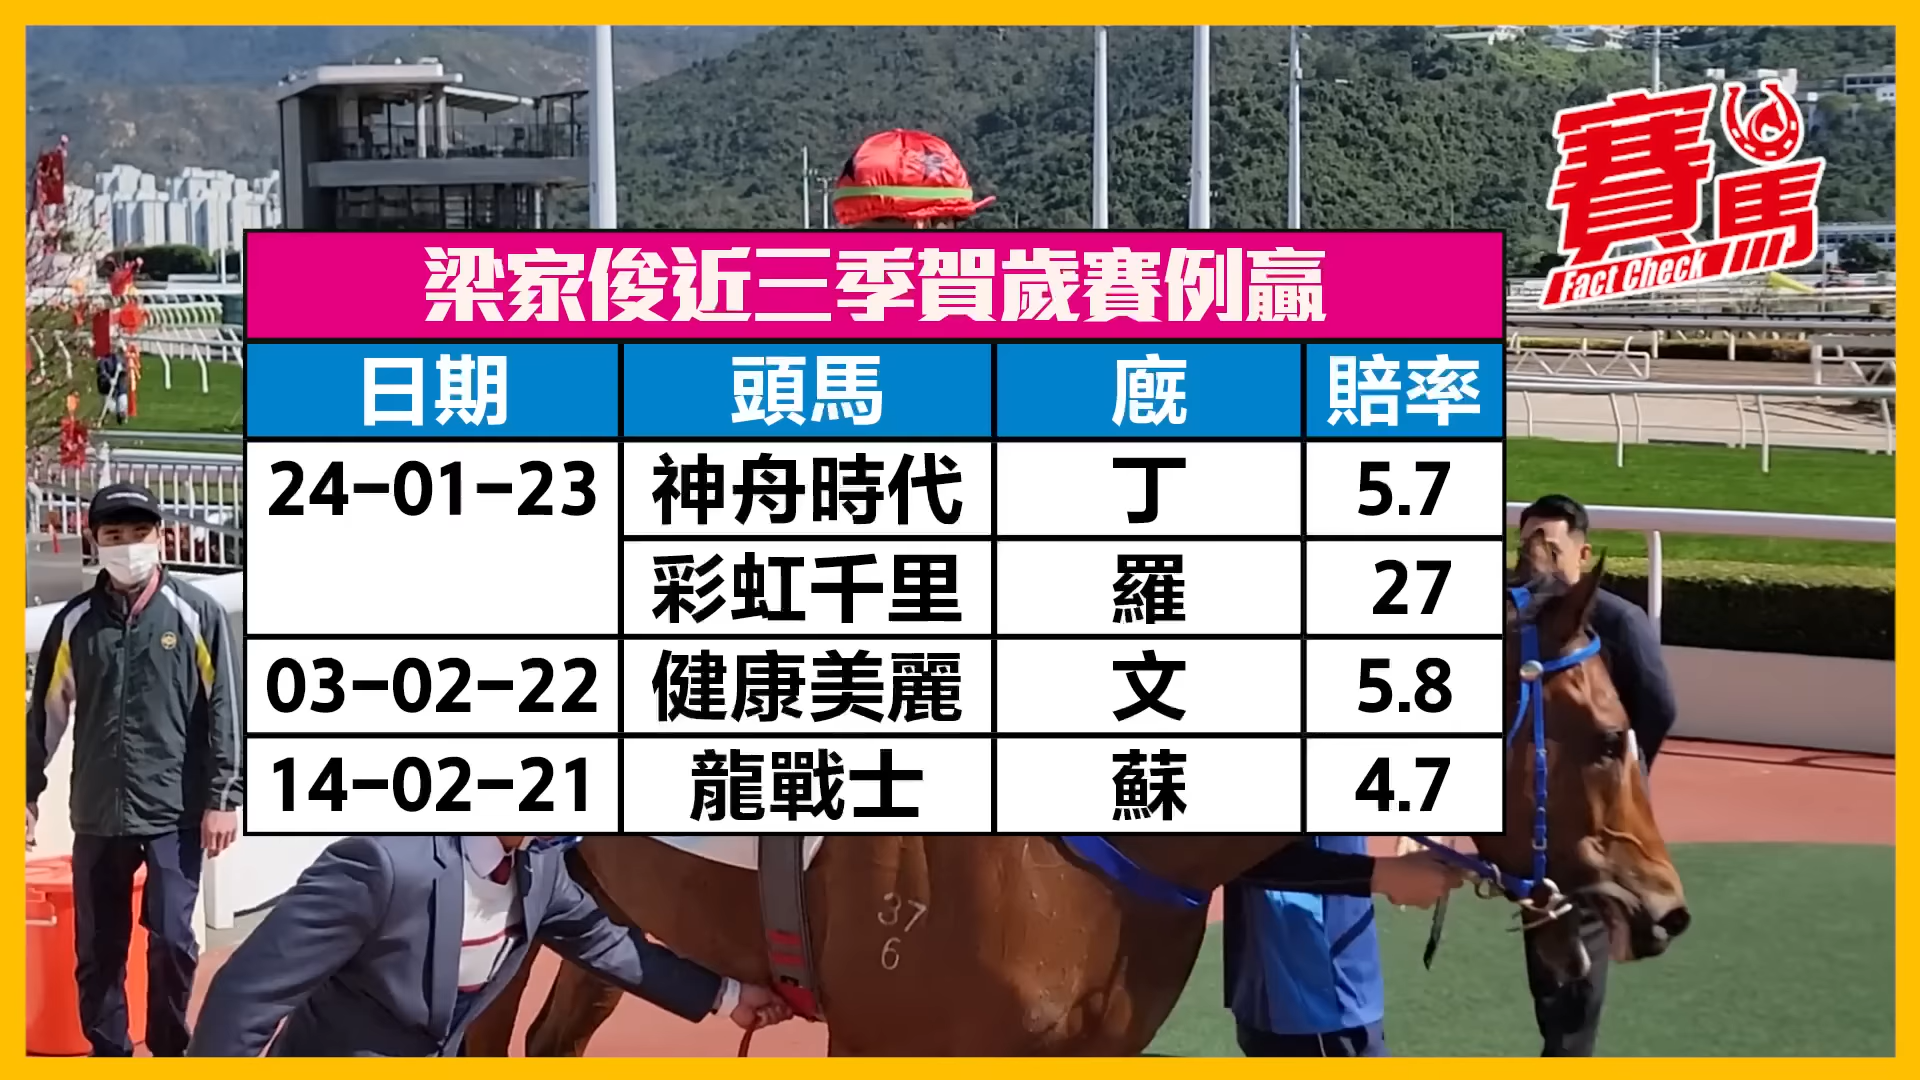 賽馬
Fact Check
梁家俊近三季賀歲賽例贏
日期 頭馬 廐 賠率
24-01-23 神舟時代 丁 5.7
彩虹千里 羅 27
03-02-22 健康美麗 文 5.8
14-02-21 龍戰士 蘇 4.7
37
6